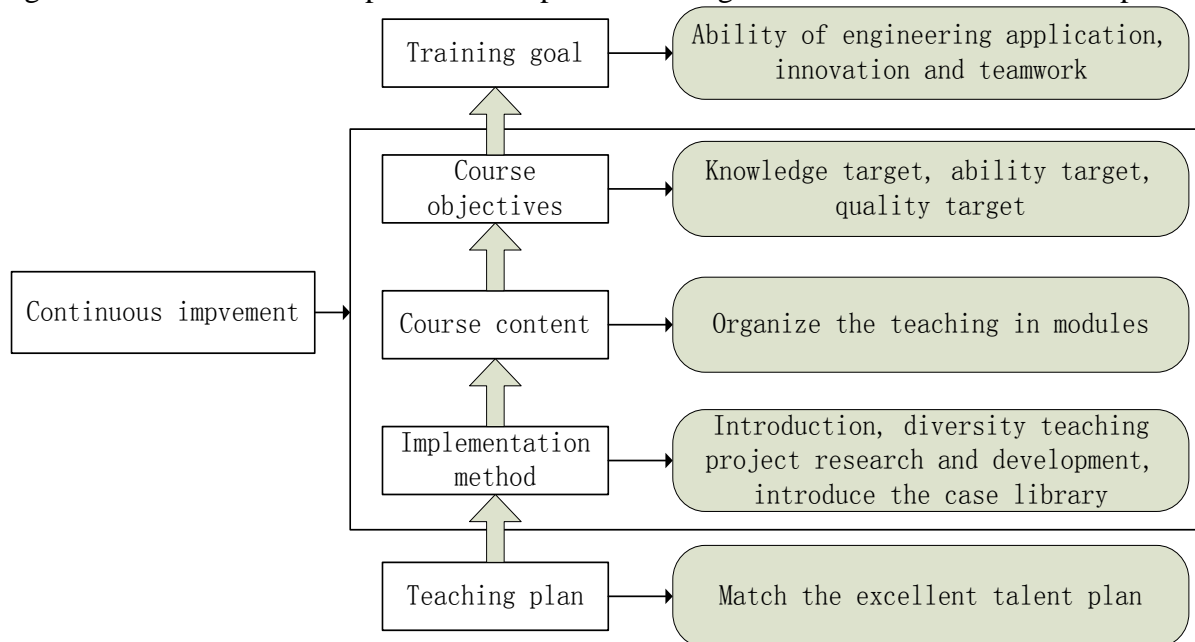 Training goal
Ability of engineering application,
innovation and teamwork
Course
objectives
Knowledge target, ability target,
quality target
Continuous impvement
Course content
Organize the teaching in modules
Implementation
method
Introduction, diversity teaching
project research and development,
introduce the case library
Teaching plan
Match the excellent talent plan